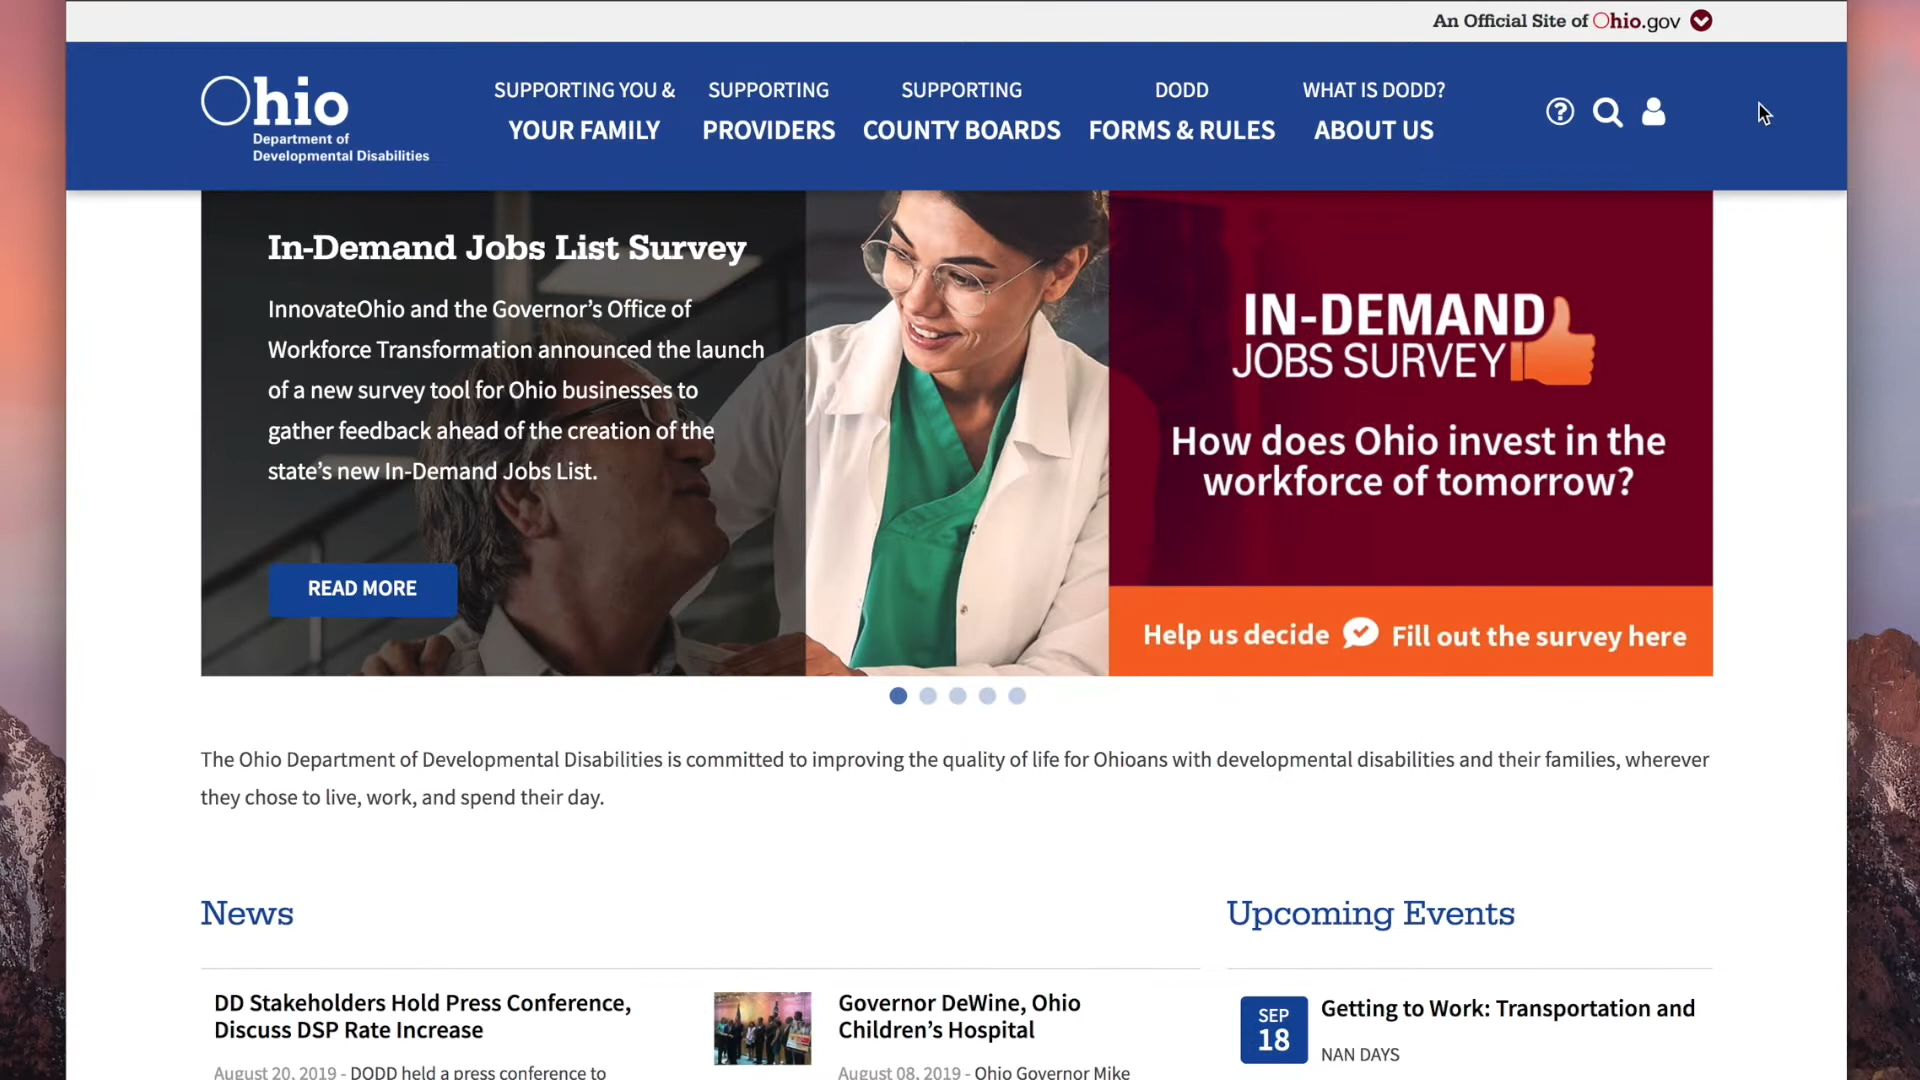 An Official Site of Ohio.gov
Ohio
Department of
Developmental Disabilities
SUPPORTING YOU &
YOUR FAMILY
SUPPORTING
PROVIDERS
SUPPORTING
COUNTY BOARDS
DODD
FORMS & RULES
WHAT IS DODD?
ABOUT US
In-Demand Jobs List Survey
InnovateOhio and the Governor's Office of
Workforce Transformation announced the launch
of a new survey tool for Ohio businesses to
gather feedback ahead of the creation of the
state's new In-Demand Jobs List.
READ MORE
IN-DEMAND
JOBS SURVEY
How does Ohio invest in the
workforce of tomorrow?
Help us decide Fill out the survey here
The Ohio Department of Developmental Disabilities is committed to improving the quality of life for Ohioans with developmental disabilities and their families, wherever
they chose to live, work, and spend their day.
News
DD Stakeholders Hold Press Conference,
Discuss DSP Rate Increase
August 20, 2019 - DODD held a press conference to
Governor DeWine, Ohio
Children's Hospital
August 08, 2019 - Ohio Governor Mike
Upcoming Events
SEP
18
Getting to Work: Transportation and
NAN DAYS